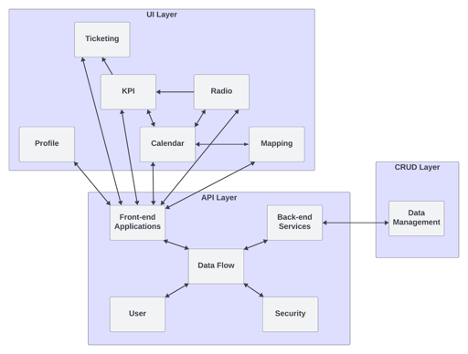 UI Layer
Ticketing
KPI
Radio
Profile
Calendar
Mapping
CRUD Layer
Data
Management
API Layer
Front-end
Applications
Back-end
Services
Data Flow
User
Security